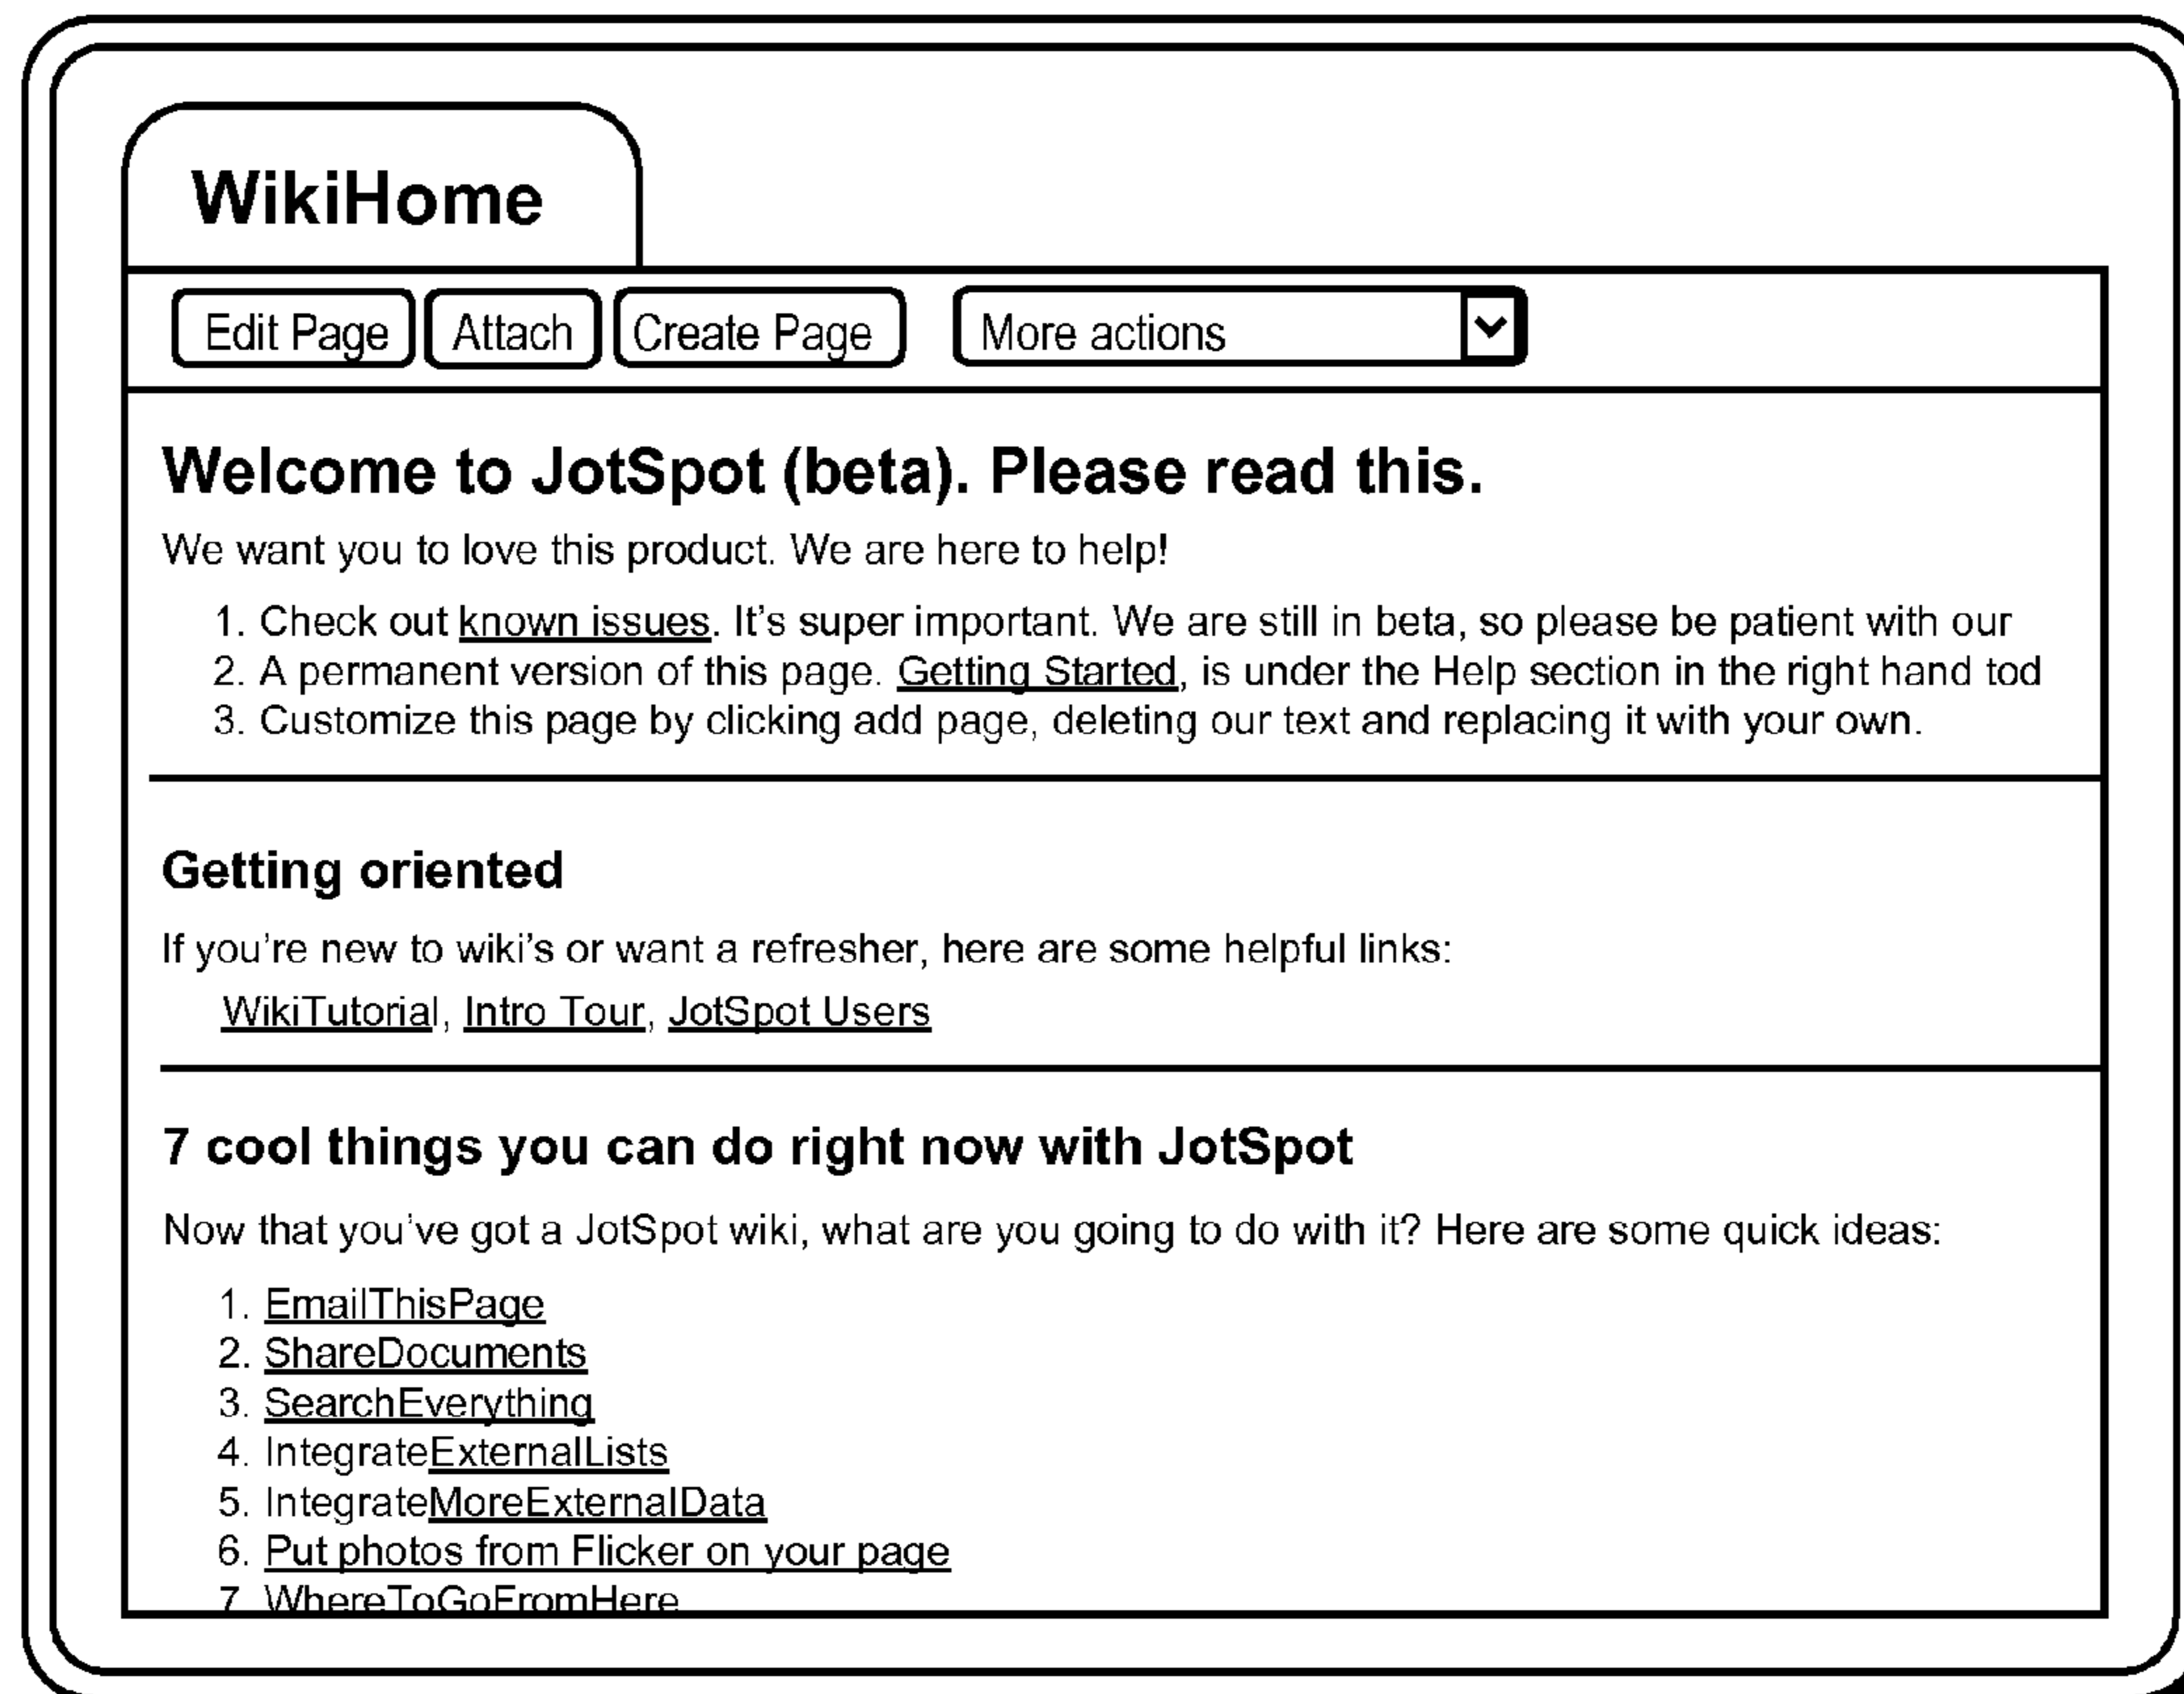 WikiHome
Edit Page Attach Create Page More actions
Welcome to JotSpot (beta). Please read this.
We want you to love this product. We are here to help!
1. Check out known issues. It's super important. We are still in beta, so please be patient with our
2. A permanent version of this page. Getting Started, is under the Help section in the right hand tod
3. Customize this page by clicking add page, deleting our text and replacing it with your own.
Getting oriented
If you're new to wiki's or want a refresher, here are some helpful links:
WikiTutorial, Intro Tour, JotSpot Users
7 cool things you can do right now with JotSpot
Now that you've got a JotSpot wiki, what are you going to do with it? Here are some quick ideas:
1. EmailThisPage
2. ShareDocuments
3. SearchEverything
4. IntegrateExternalLists
5. IntegrateMoreExternalData
6. Put photos from Flicker on your page
7. WhereToGoFromHere